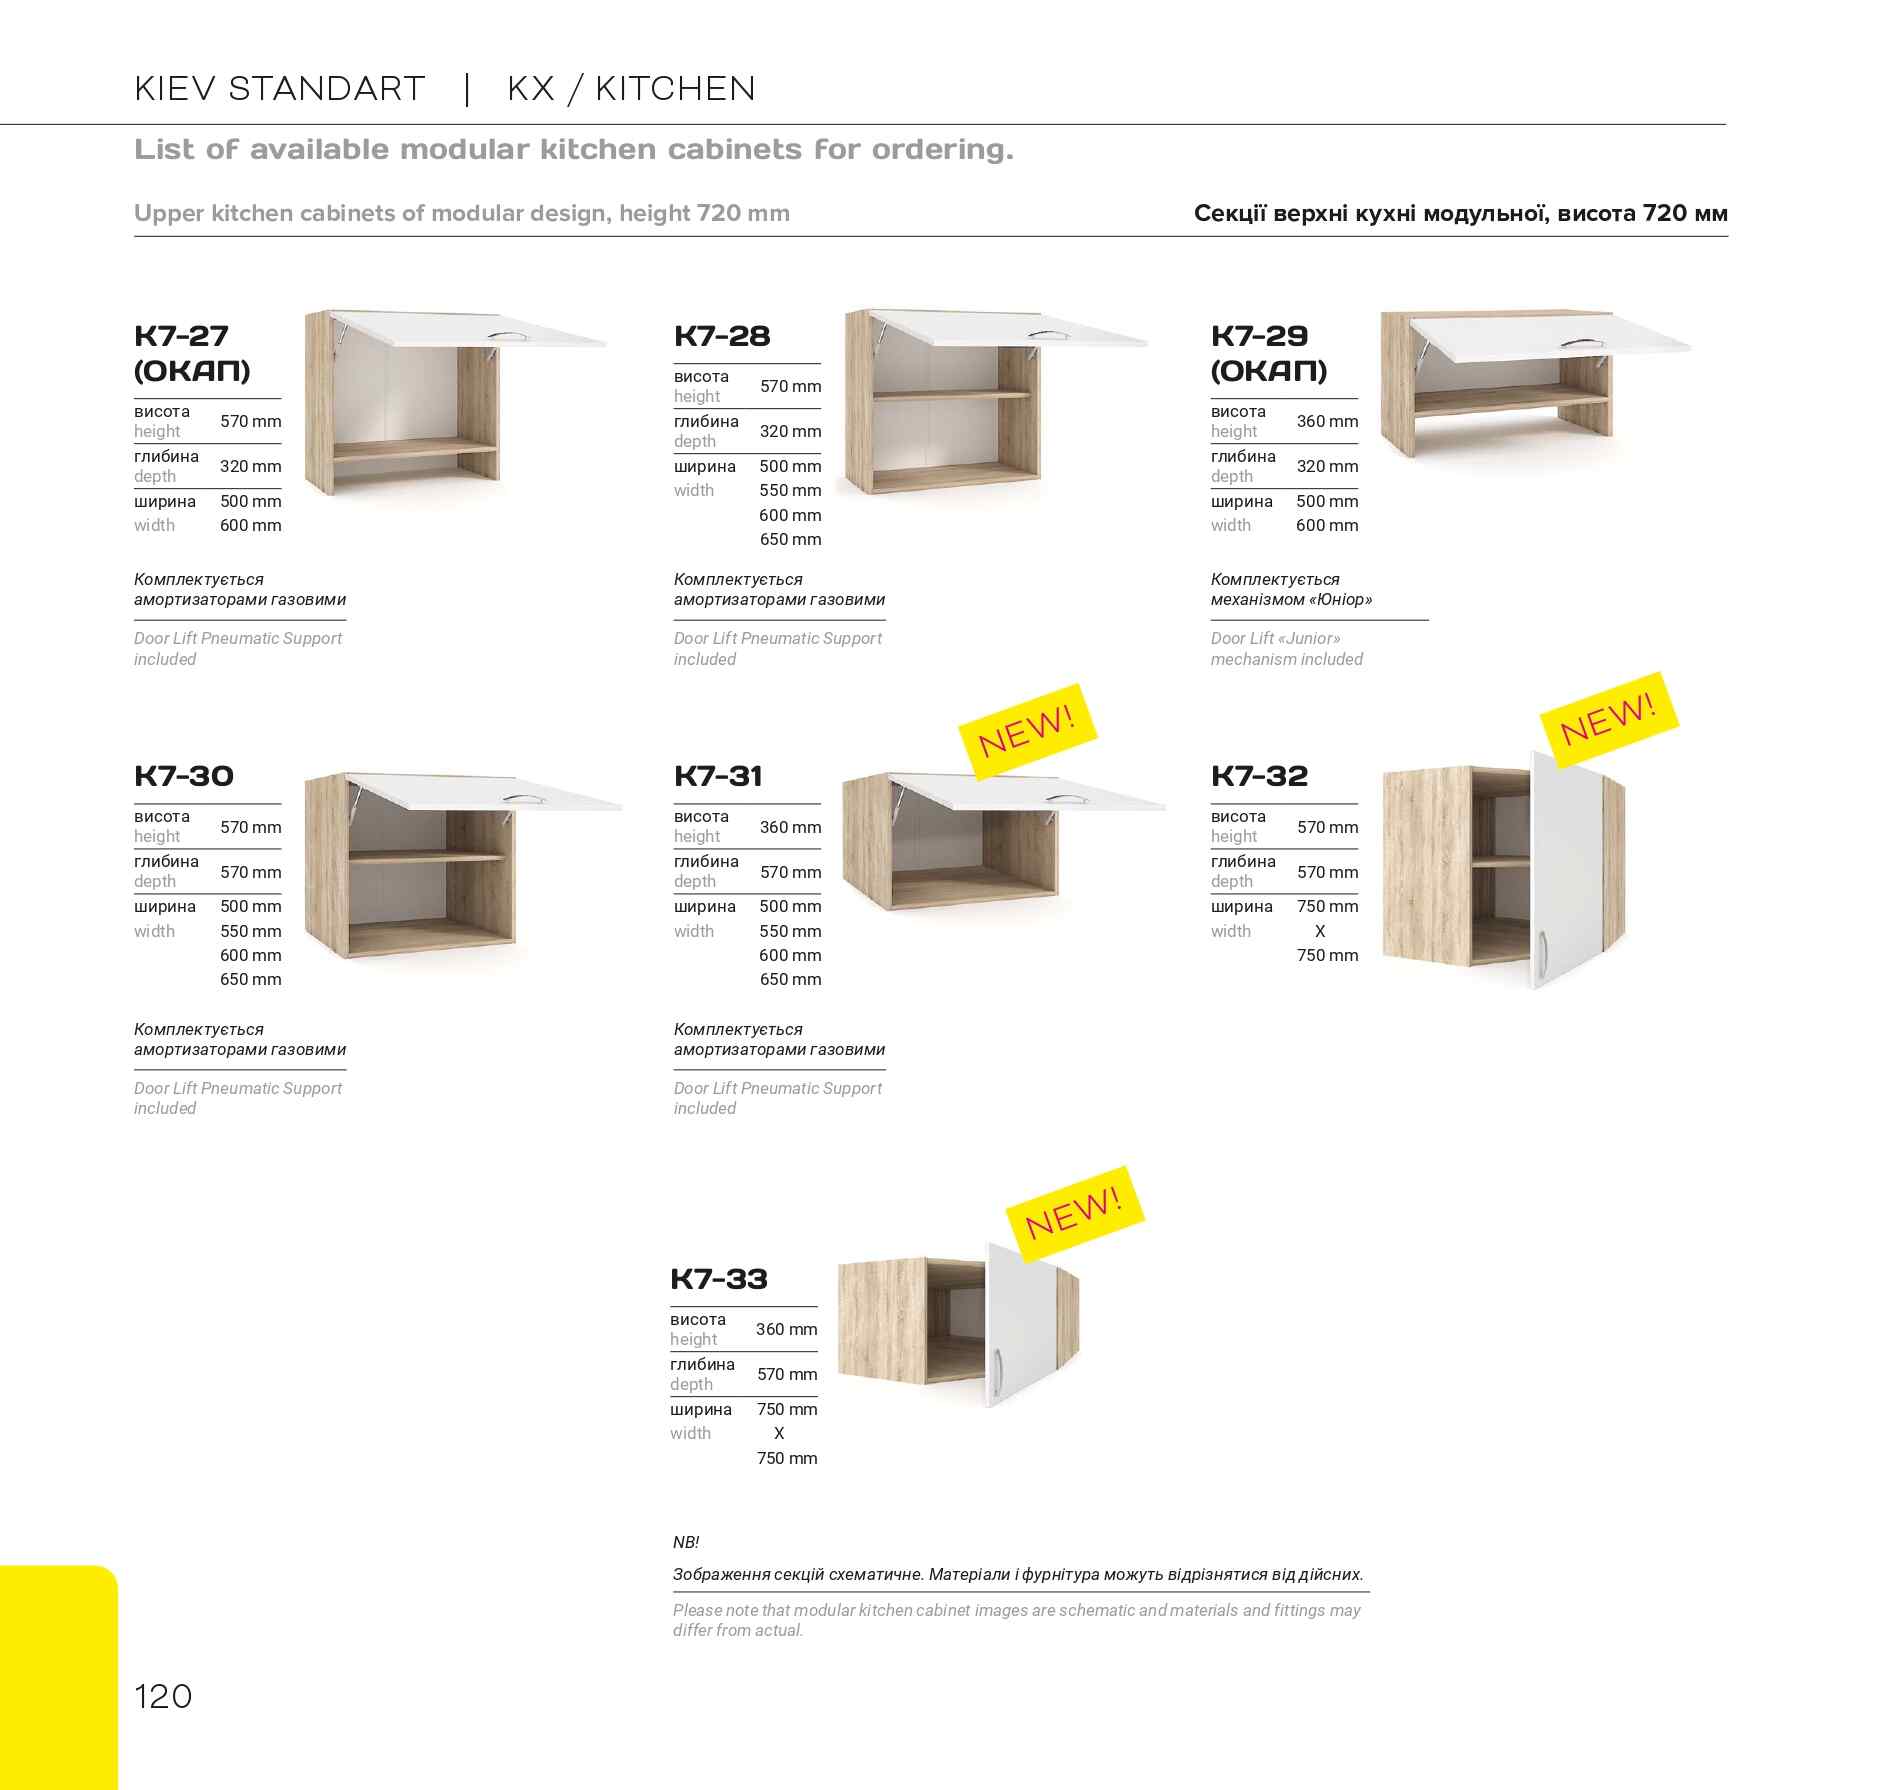 KIEV STANDART | KX / KITCHEN
List of available modular kitchen cabinets for ordering.
Upper kitchen cabinets of modular design, height 720 mm
Секції верхні кухні модульної, висота 720 мм
К7-27
(ОКАП)
висота
height
570 mm
глибина
depth
320 mm
ширина 500 mm
width 600 mm
Комплектується
амортизаторами газовими
Door Lift Pneumatic Support
included
К7-28
висота
height
570 mm
глибина
depth
320 mm
ширина 500 mm
width 550 mm
600 mm
650 mm
Комплектується
амортизаторами газовими
Door Lift Pneumatic Support
included
К7-29
(ОКАП)
висота
height
360 mm
глибина
depth
320 mm
ширина 500 mm
width 600 mm
Комплектується
механізмом «Юніор»
Door Lift «Junior»
mechanism included
К7-30
висота
height
570 mm
глибина
depth
570 mm
ширина 500 mm
width 550 mm
600 mm
650 mm
Комплектується
амортизаторами газовими
Door Lift Pneumatic Support
included
NEW!
К7-31
висота
height
360 mm
глибина
depth
570 mm
ширина 500 mm
width 550 mm
600 mm
650 mm
Комплектується
амортизаторами газовими
Door Lift Pneumatic Support
included
NEW!
К7-32
висота
height
570 mm
глибина
depth
570 mm
ширина 750 mm
width X
750 mm
NEW!
К7-33
висота
height
360 mm
глибина
depth
570 mm
ширина 750 mm
width X
750 mm
NB!
Зображення секцій схематичне. Матеріали і фурнітура можуть відрізнятися від дійсних.
Please note that modular kitchen cabinet images are schematic and materials and fittings may
differ from actual.
120